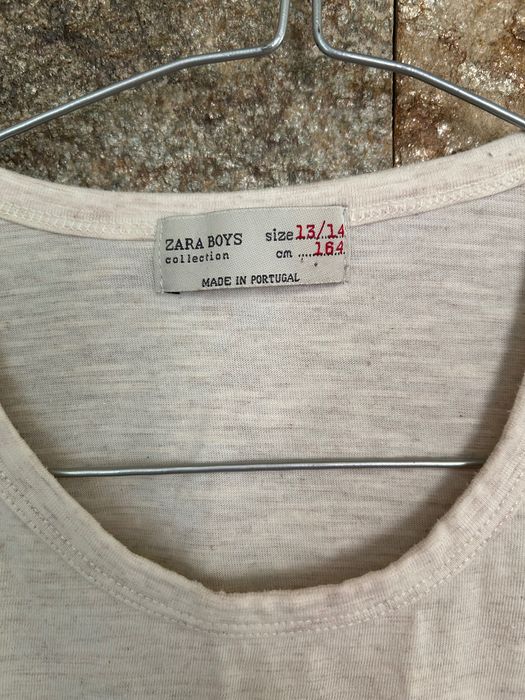 ZARA BOYS size 13/14
collection cm ..... 164
MADE IN PORTUGAL